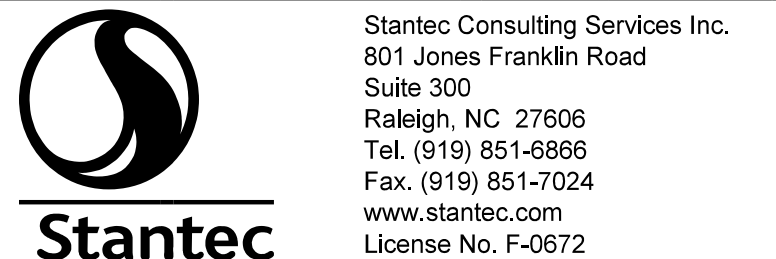 Stantec
Stantec Consulting Services Inc.
801 Jones Franklin Road
Suite 300
Raleigh, NC  27606
Tel. (919) 851-6866
Fax. (919) 851-7024
www.stantec.com
License No. F-0672